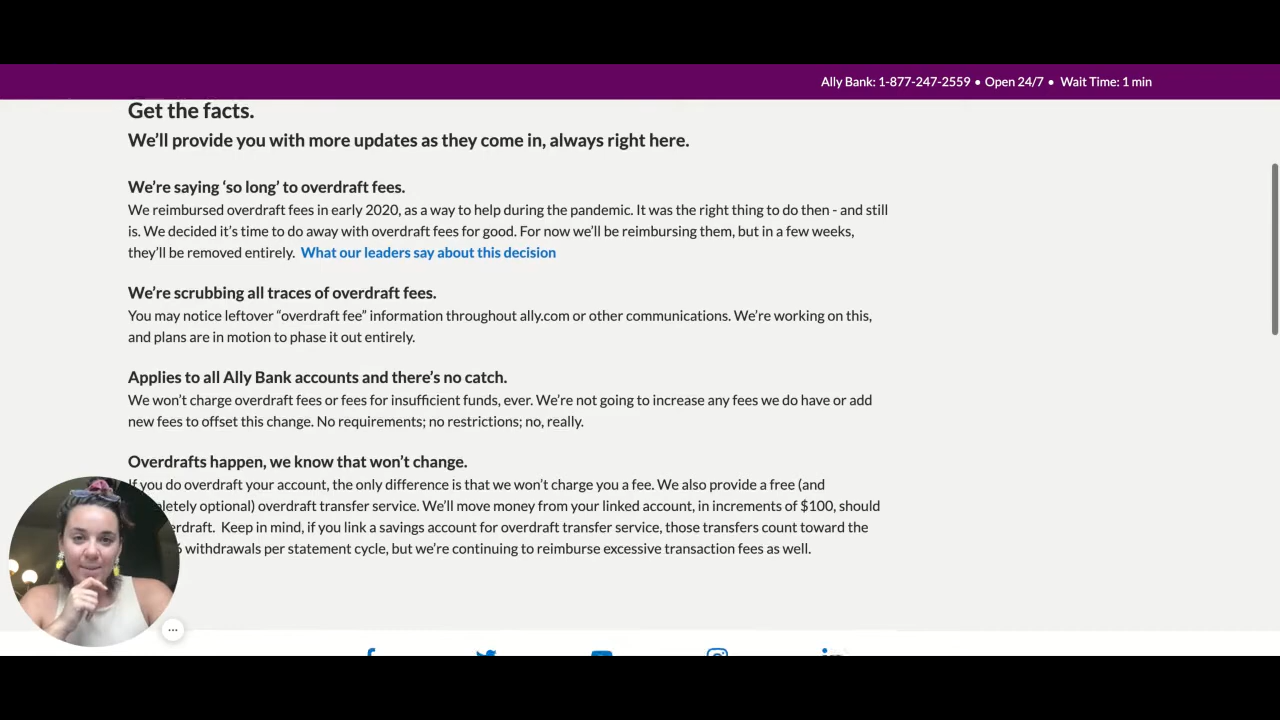 Ally Bank: 1-877-247-2559 • Open 24/7 • Wait Time: 1 min
Get the facts.
We'll provide you with more updates as they come in, always right here.
We're saying 'so long' to overdraft fees.
We reimbursed overdraft fees in early 2020, as a way to help during the pandemic. It was the right thing to do then - and still
is. We decided it's time to do away with overdraft fees for good. For now we'll be reimbursing them, but in a few weeks,
they'll be removed entirely. What our leaders say about this decision
We're scrubbing all traces of overdraft fees.
You may notice leftover “overdraft fee” information throughout ally.com or other communications. We're working on this,
and plans are in motion to phase it out entirely.
Applies to all Ally Bank accounts and there's no catch.
We won't charge overdraft fees or fees for insufficient funds, ever. We're not going to increase any fees we do have or add
new fees to offset this change. No requirements; no restrictions; no, really.
Overdrafts happen, we know that won't change.
If you do overdraft your account, the only difference is that we won't charge you a fee. We also provide a free (and
optional) overdraft transfer service. We'll move money from your linked account, in increments of $100, should
Keep in mind, if you link a savings account for overdraft transfer service, those transfers count toward the
withdrawals per statement cycle, but we're continuing to reimburse excessive transaction fees as well.